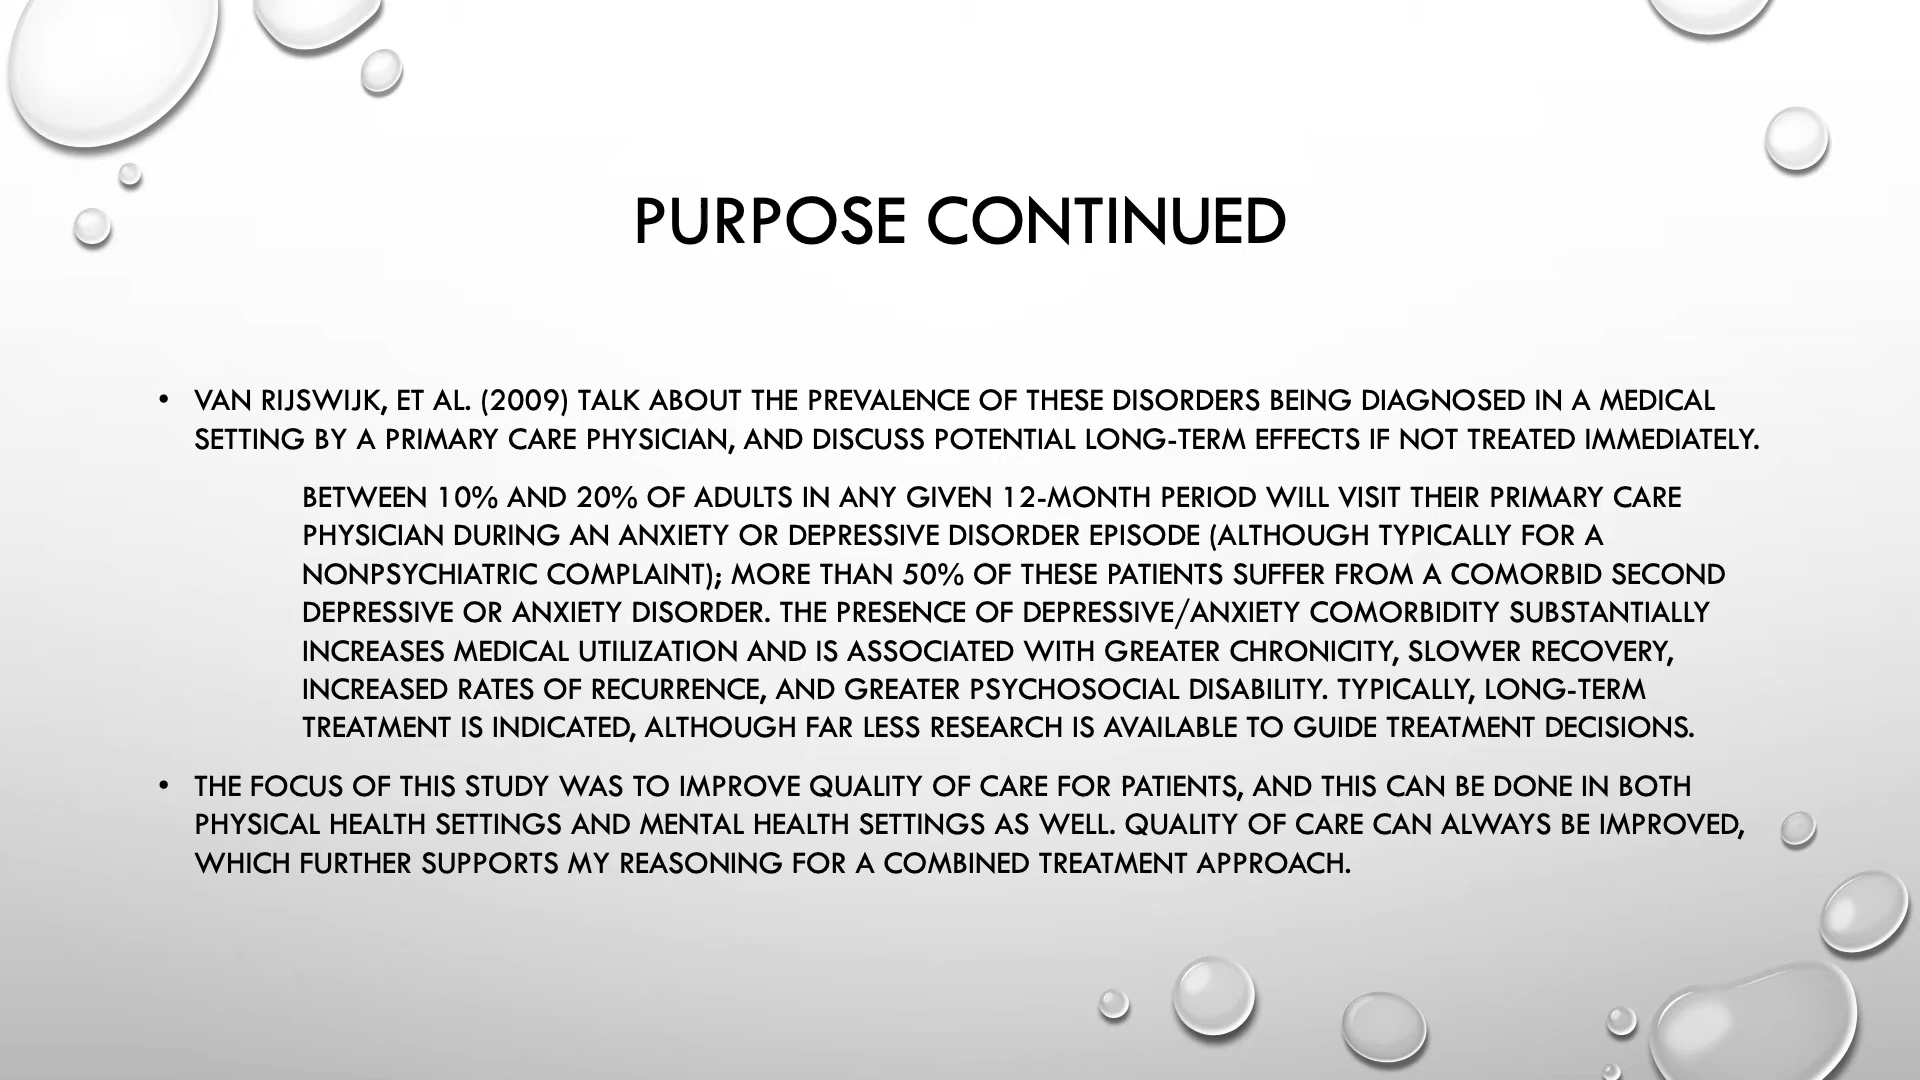 PURPOSE CONTINUED
• VAN RIJSWIJK, ET AL. (2009) TALK ABOUT THE PREVALENCE OF THESE DISORDERS BEING DIAGNOSED IN A MEDICAL
SETTING BY A PRIMARY CARE PHYSICIAN, AND DISCUSS POTENTIAL LONG-TERM EFFECTS IF NOT TREATED IMMEDIATELY.
BETWEEN 10% AND 20% OF ADULTS IN ANY GIVEN 12-MONTH PERIOD WILL VISIT THEIR PRIMARY CARE
PHYSICIAN DURING AN ANXIETY OR DEPRESSIVE DISORDER EPISODE (ALTHOUGH TYPICALLY FOR A
NONPSYCHIATRIC COMPLAINT); MORE THAN 50% OF THESE PATIENTS SUFFER FROM A COMORBID SECOND
DEPRESSIVE OR ANXIETY DISORDER. THE PRESENCE OF DEPRESSIVE/ANXIETY COMORBIDITY SUBSTANTIALLY
INCREASES MEDICAL UTILIZATION AND IS ASSOCIATED WITH GREATER CHRONICITY, SLOWER RECOVERY,
INCREASED RATES OF RECURRENCE, AND GREATER PSYCHOSOCIAL DISABILITY. TYPICALLY, LONG-TERM
TREATMENT IS INDICATED, ALTHOUGH FAR LESS RESEARCH IS AVAILABLE TO GUIDE TREATMENT DECISIONS.
• THE FOCUS OF THIS STUDY WAS TO IMPROVE QUALITY OF CARE FOR PATIENTS, AND THIS CAN BE DONE IN BOTH
PHYSICAL HEALTH SETTINGS AND MENTAL HEALTH SETTINGS AS WELL. QUALITY OF CARE CAN ALWAYS BE IMPROVED,
WHICH FURTHER SUPPORTS MY REASONING FOR A COMBINED TREATMENT APPROACH.